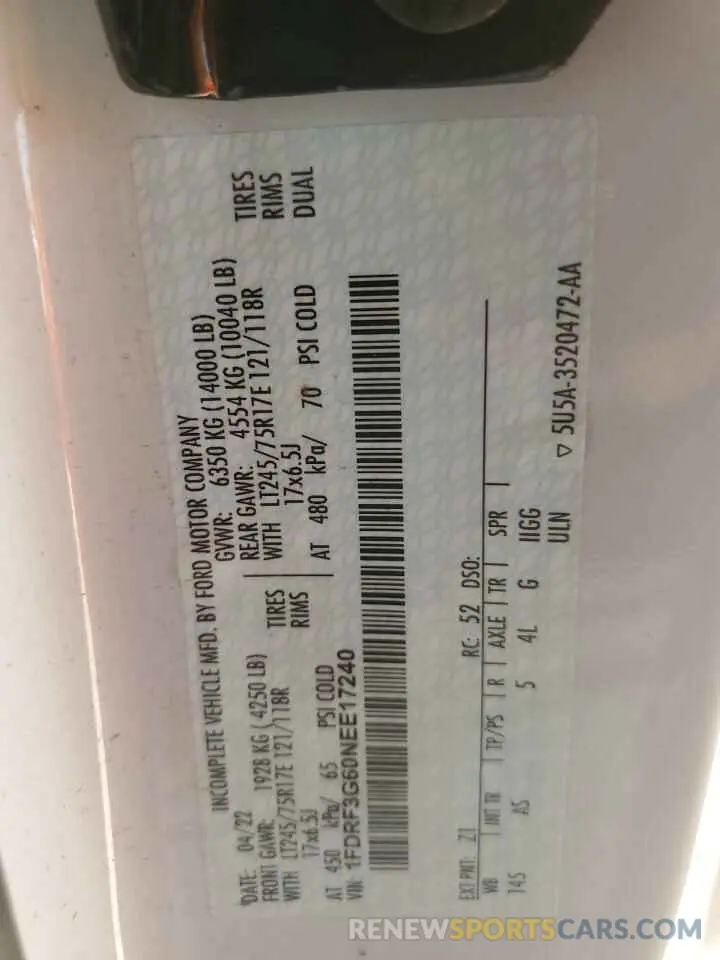 INCOMPLETE VEHICLE MFD. BY FORD MOTOR COMPANY
DATE: 04/22 GVWR: 6350 KG (14000 LB)
FRONT GAWR: 1928 KG (4250 LB) REAR GAWR: 4554 KG (10040 LB)
WITH LT245/75R17E 121/118R TIRES WITH LT245/75R17E 121/118R TIRES
17x6.5J RIMS 17x6.5J RIMS
AT 450 kPa/ 65 PSI COLD AT 480 kPa/ 70 PSI COLD DUAL
VIN: 1FDRF3G60NEE17240
EXT PNT: Z1 RC: 52 DSO:
WB INT TR TP/PS R AXLE TR SPR
145 AS 5 4L G IIGG
ULN
▽ 5U5A-3520472-AA
RENEWSPORTSCARS.COM